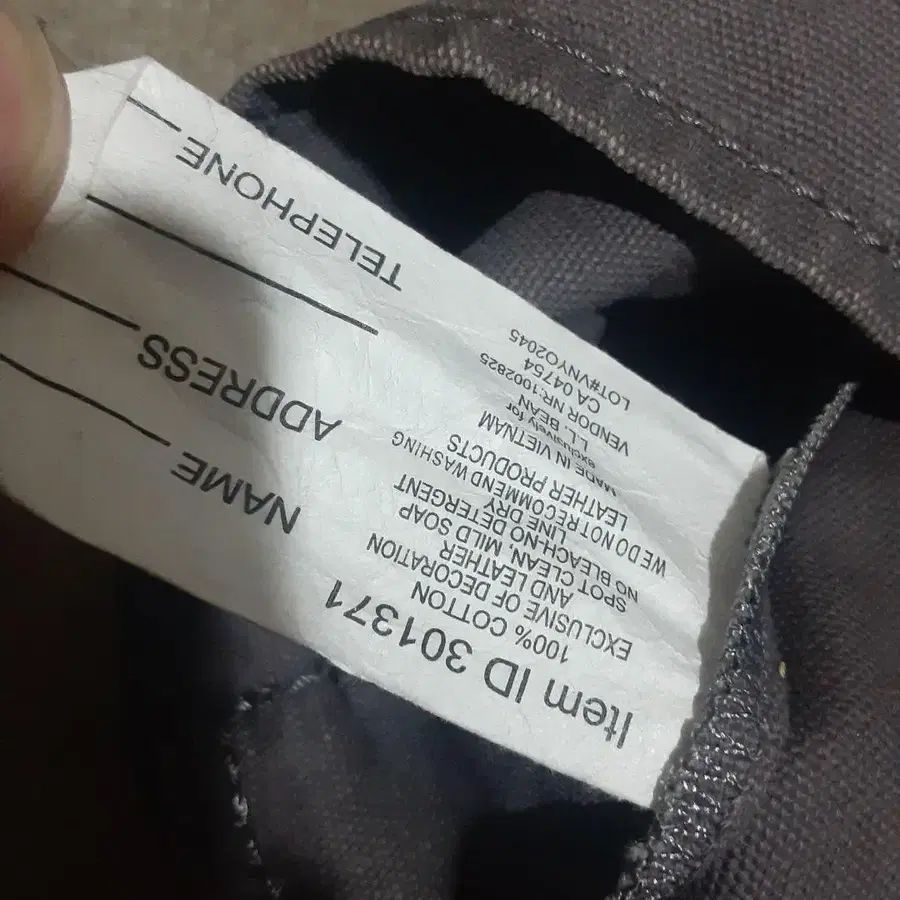 Item ID 301371
100% COTTON
EXCLUSIVE OF DECORATION
AND LEATHER
SPOT CLEAN, MILD SOAP
NO BLEACH-NO DETERGENT
LINE DRY
WE DO NOT RECOMMEND WASHING
LEATHER PRODUCTS
MADE IN VIETNAM
exclusively for
L.L. BEAN
VENDOR NR:1002825
CA 04754
LOT#VNYO2045
NAME
ADDRESS
TELEPHONE